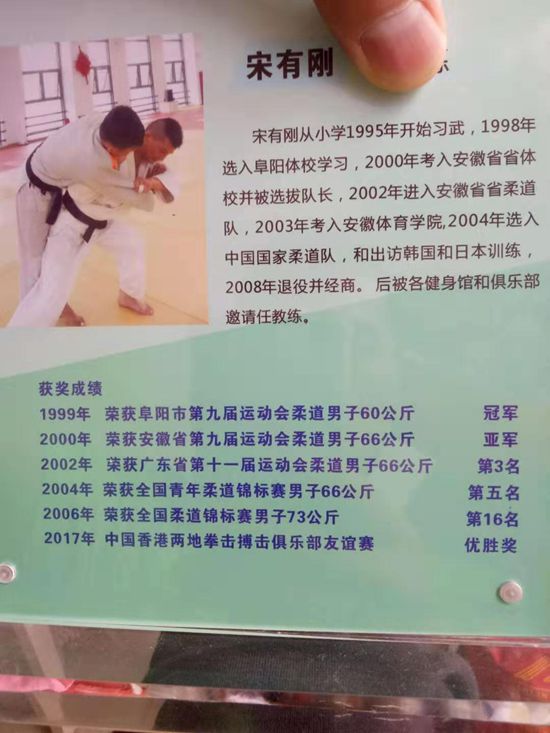 宋有刚
宋有刚从小学1995年开始习武，1998年
选入阜阳体校学习，2000年考入安徽省省体
校并被选拔队长，2002年进入安徽省省柔道
队，2003年考入安徽体育学院,2004年选入
中国国家柔道队，和出访韩国和日本训练，
2008年退役并经商。后被各健身馆和俱乐部
邀请任教练。
获奖成绩
1999年 荣获阜阳市第九届运动会柔道男子60公斤 冠军
2000年 荣获安徽省第九届运动会柔道男子66公斤 亚军
2002年 荣获广东省第十一届运动会柔道男子66公斤 第3名
2004年 荣获全国青年柔道锦标赛男子66公斤 第五名
2006年 荣获全国柔道锦标赛男子73公斤 第16名
2017年 中国香港两地拳击搏击俱乐部友谊赛 优胜奖